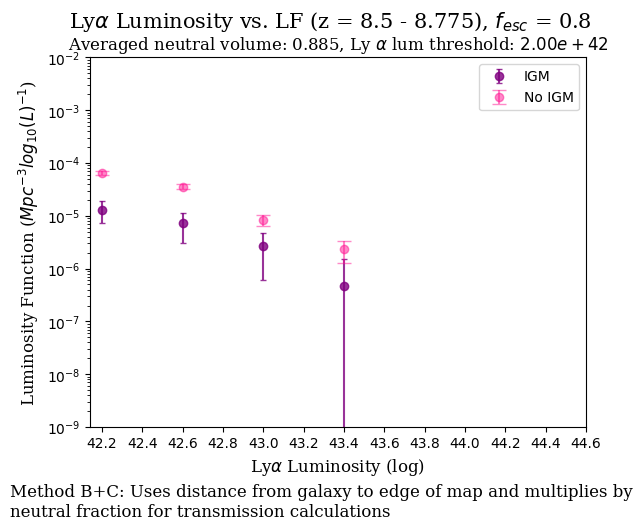 Lyα Luminosity vs. LF (z = 8.5 - 8.775), f_esc = 0.8
Averaged neutral volume: 0.885, Ly α lum threshold: 2.00e + 42
IGM
No IGM
Luminosity Function (Mpc⁻³log₁₀(L)⁻¹)
10⁻²
10⁻³
10⁻⁴
10⁻⁵
10⁻⁶
10⁻⁷
10⁻⁸
10⁻⁹
42.2 42.4 42.6 42.8 43.0 43.2 43.4 43.6 43.8 44.0 44.2 44.4 44.6
Lyα Luminosity (log)
Method B+C: Uses distance from galaxy to edge of map and multiplies by
neutral fraction for transmission calculations